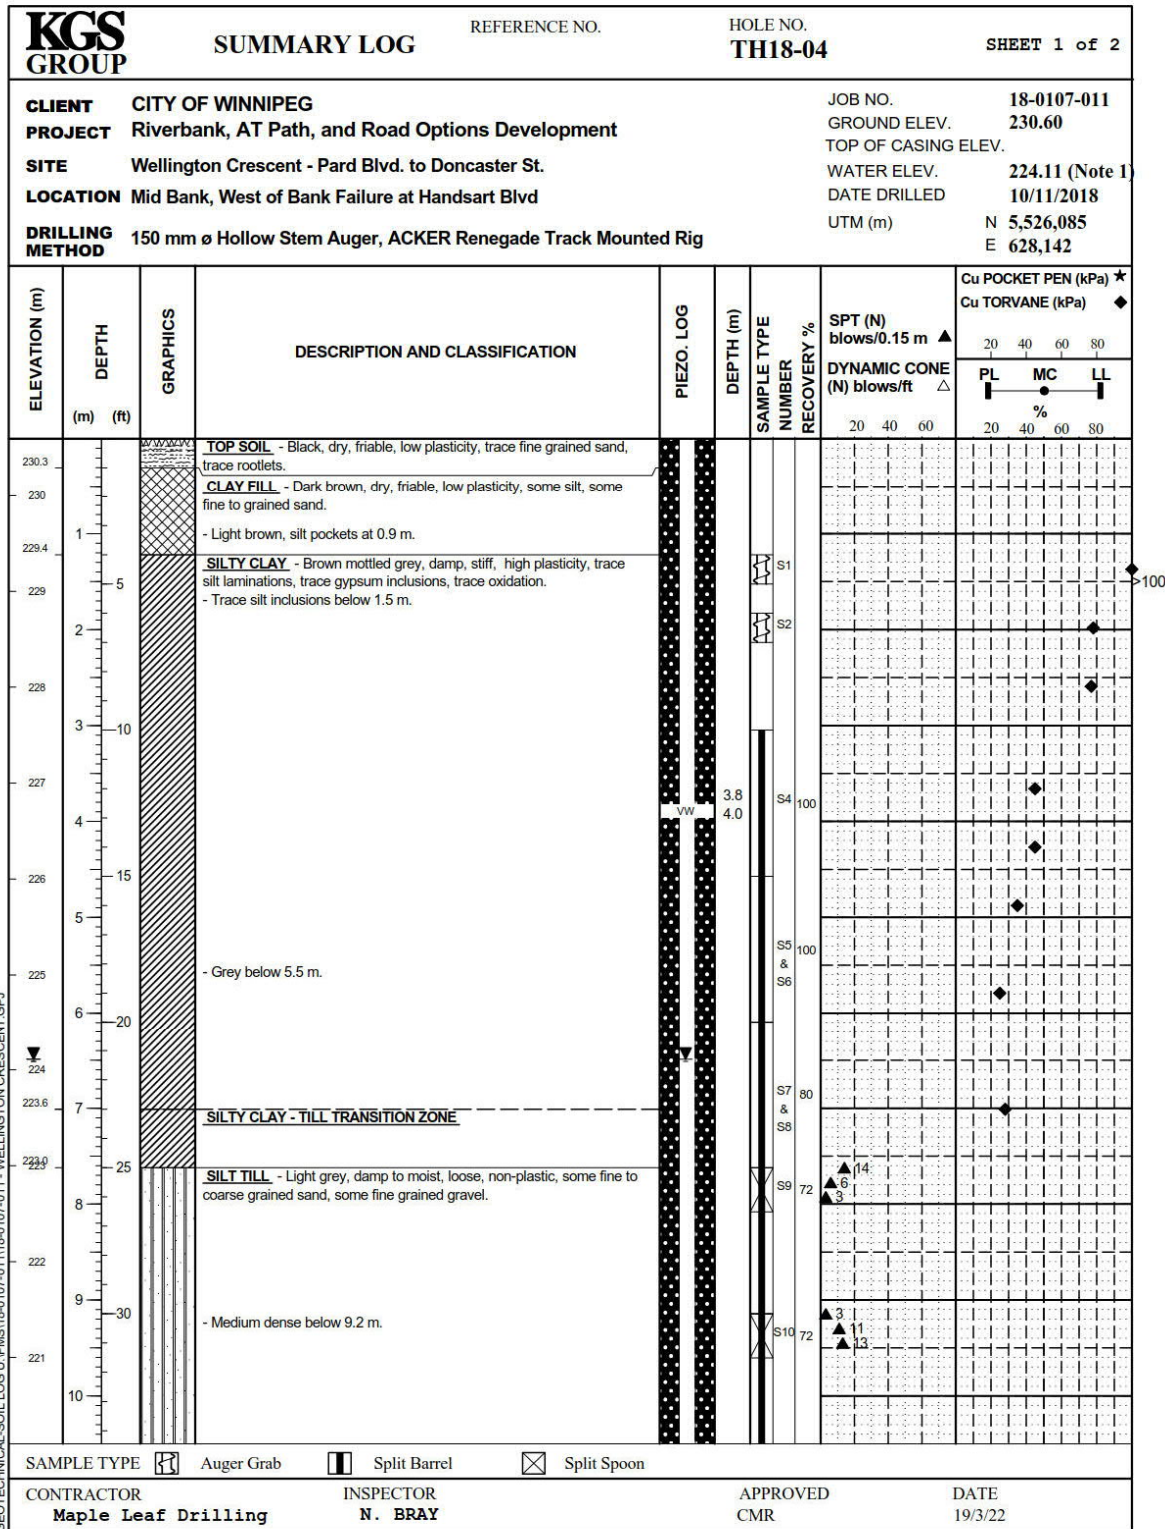 KGS
GROUP
SUMMARY LOG
REFERENCE NO.
HOLE NO.
TH18-04
SHEET 1 of 2
CLIENT CITY OF WINNIPEG
PROJECT Riverbank, AT Path, and Road Options Development
SITE Wellington Crescent - Pard Blvd. to Doncaster St.
LOCATION Mid Bank, West of Bank Failure at Handsart Blvd
DRILLING
METHOD 150 mm ø Hollow Stem Auger, ACKER Renegade Track Mounted Rig
JOB NO. 18-0107-011
GROUND ELEV. 230.60
TOP OF CASING ELEV.
WATER ELEV. 224.11 (Note 1)
DATE DRILLED 10/11/2018
UTM (m) N 5,526,085
E 628,142
ELEVATION (m)
DEPTH
(m) (ft)
GRAPHICS
DESCRIPTION AND CLASSIFICATION
PIEZO. LOG
DEPTH (m)
SAMPLE TYPE
NUMBER
RECOVERY %
SPT (N)
blows/0.15 m ▲
DYNAMIC CONE
(N) blows/ft △
20 40 60
Cu POCKET PEN (kPa) ★
Cu TORVANE (kPa) ◆
20 40 60 80
PL MC LL
%
20 40 60 80
230.3
230
229.4
229
228
227
226
225
224
223.6
223.0
223
222
221
1
2
3
4
5
6
7
8
9
10
5
10
15
20
25
30
TOP SOIL - Black, dry, friable, low plasticity, trace fine grained sand,
trace rootlets.
CLAY FILL - Dark brown, dry, friable, low plasticity, some silt, some
fine to grained sand.
- Light brown, silt pockets at 0.9 m.
SILTY CLAY - Brown mottled grey, damp, stiff, high plasticity, trace
silt laminations, trace gypsum inclusions, trace oxidation.
- Trace silt inclusions below 1.5 m.
- Grey below 5.5 m.
SILTY CLAY - TILL TRANSITION ZONE
SILT TILL - Light grey, damp to moist, loose, non-plastic, some fine to
coarse grained sand, some fine grained gravel.
- Medium dense below 9.2 m.
VW
3.8
4.0
S1
S2
S4 100
S5
&
S6
100
S7
&
S8
80
S9 72
S10 72
>100
14
6
3
3
11
13
SAMPLE TYPE Auger Grab Split Barrel Split Spoon
CONTRACTOR
Maple Leaf Drilling
INSPECTOR
N. BRAY
APPROVED
CMR
DATE
19/3/22